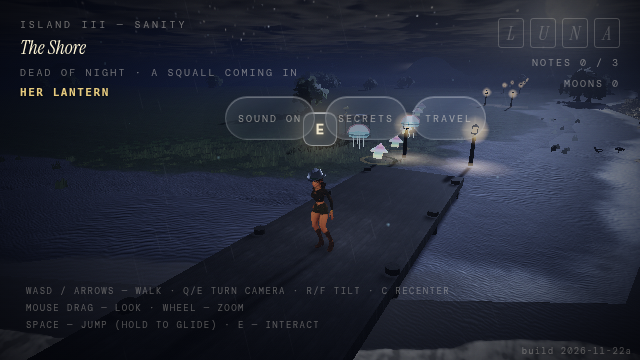 ISLAND III — SANITY
The Shore
DEAD OF NIGHT · A SQUALL COMING IN
HER LANTERN
L U N A
NOTES 0 / 3
MOONS 0
SOUND ON
E
SECRETS
TRAVEL
WASD / ARROWS — WALK · Q/E TURN CAMERA · R/F TILT · C RECENTER
MOUSE DRAG — LOOK · WHEEL — ZOOM
SPACE — JUMP (HOLD TO GLIDE) · E — INTERACT
build 2026-11-22a